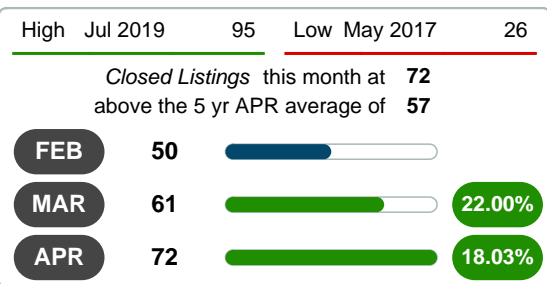 High Jul 2019 95 Low May 2017 26
Closed Listings this month at 72
above the 5 yr APR average of 57
FEB 50
MAR 61 22.00%
APR 72 18.03%